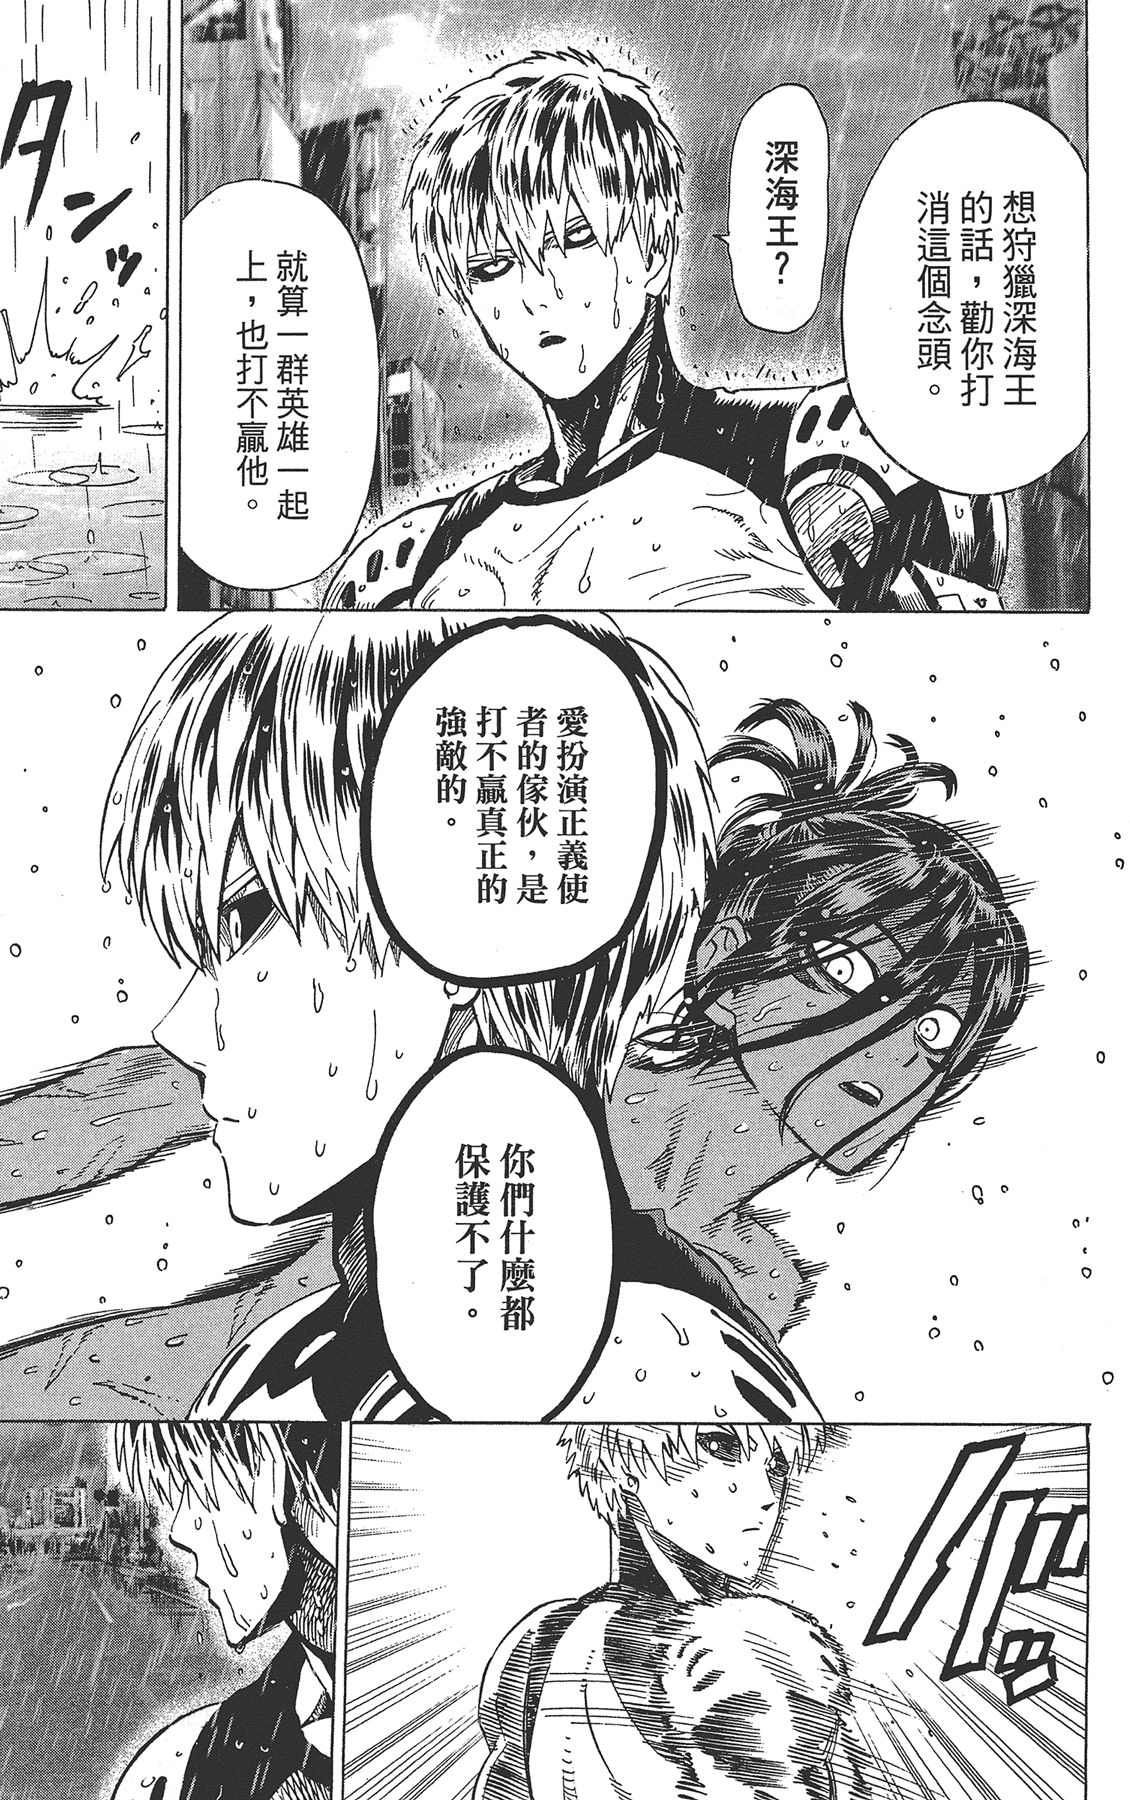 想狩獵深海王
的話，勸你打
消這個念頭。
深海王？
就算一群英雄一起
上，也打不贏他。
タンッ
愛扮演正義使
者的傢伙，是
打不贏真正的
強敵的。
你們什麼都
保護不了。